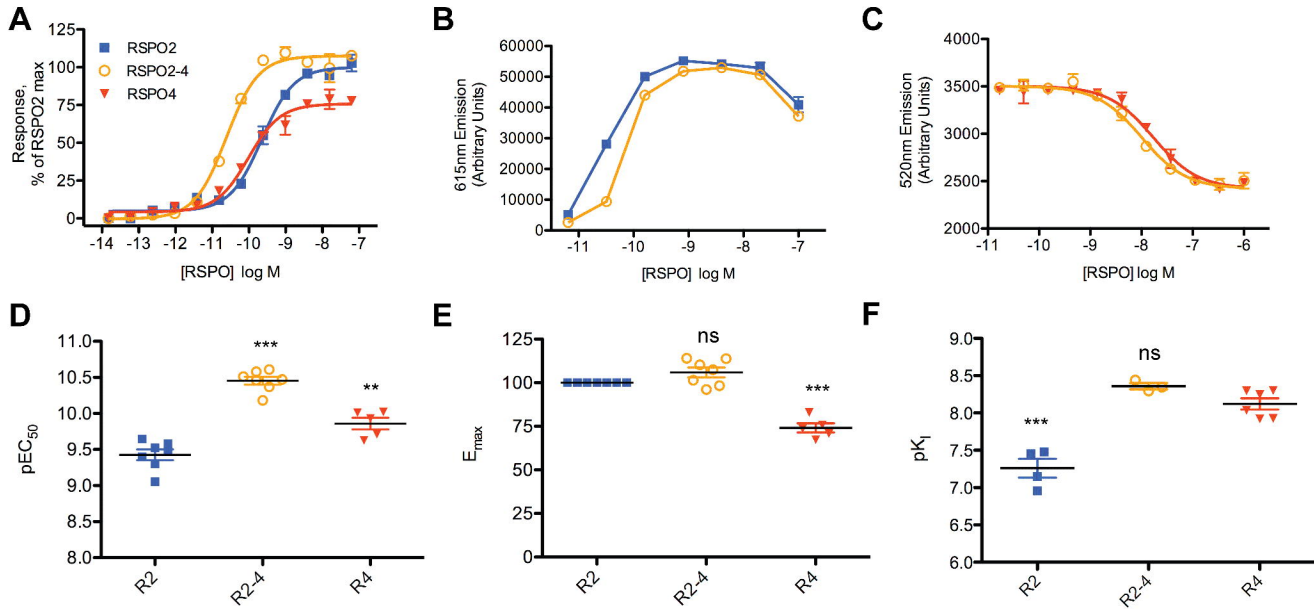 A
125
100
75
50
25
0
Response,
% of RSPO2 max
RSPO2
RSPO2-4
RSPO4
-14 -13 -12 -11 -10 -9 -8 -7
[RSPO] log M
B
60000
50000
40000
30000
20000
10000
0
615nm Emission
(Arbitrary Units)
-11 -10 -9 -8 -7
[RSPO] log M
C
4000
3500
3000
2500
2000
520nm Emission
(Arbitrary Units)
-11 -10 -9 -8 -7 -6
[RSPO] log M
D
11.0
10.5
10.0
9.5
9.0
8.5
8.0
pEC50
***
**
R2
R2-4
R4
E
125
100
75
50
25
0
Emax
ns
***
R2
R2-4
R4
F
9.0
8.5
8.0
7.5
7.0
6.5
6.0
pKI
***
ns
R2
R2-4
R4